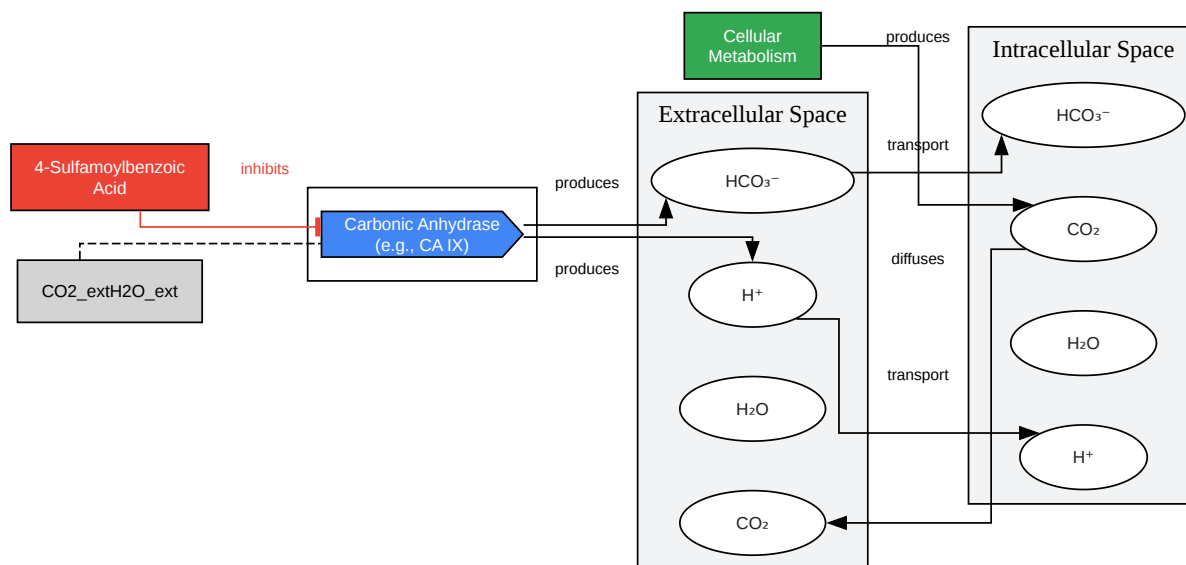 Cellular
Metabolism
produces
Intracellular Space
HCO₃⁻
Extracellular Space
transport
4-Sulfamoylbenzoic
Acid
inhibits
produces
HCO₃⁻
Carbonic Anhydrase
(e.g., CA IX)
CO₂
diffuses
produces
CO2_extH2O_ext
H⁺
H₂O
transport
H₂O
H⁺
CO₂